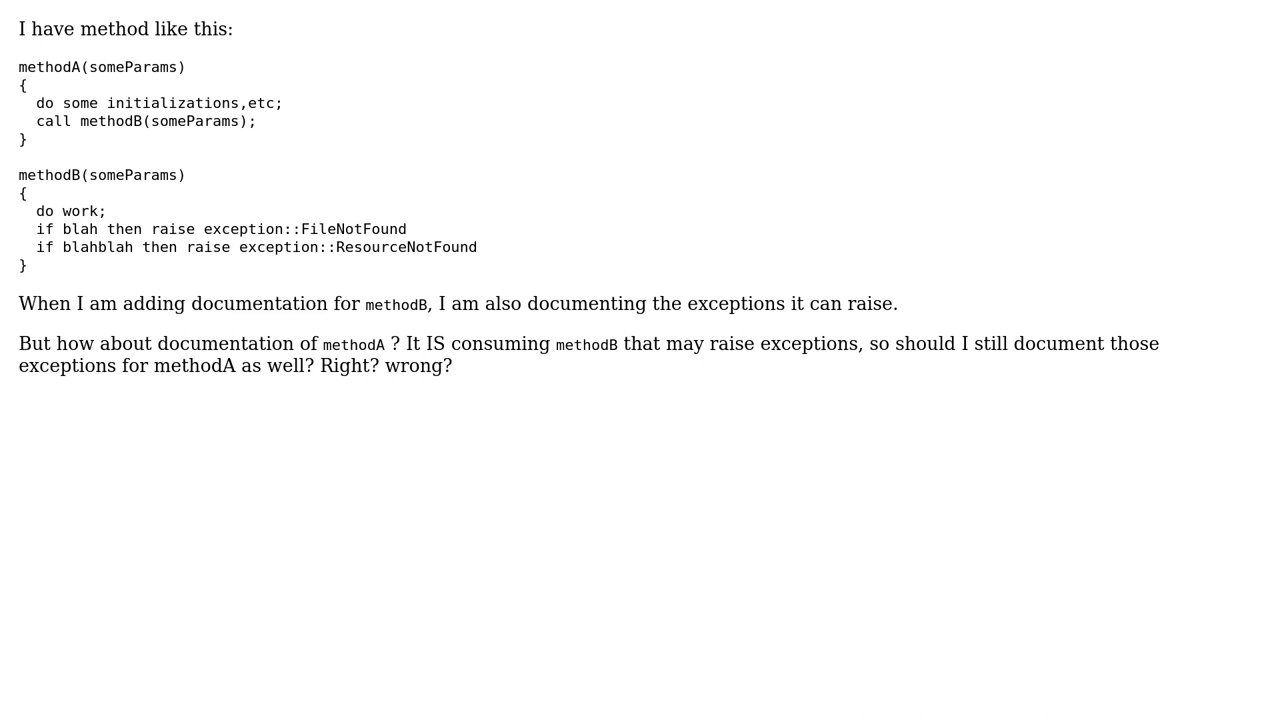 I have method like this:
methodA(someParams)
{
  do some initializations,etc;
  call methodB(someParams);
}
methodB(someParams)
{
  do work;
  if blah then raise exception::FileNotFound
  if blahblah then raise exception::ResourceNotFound
}
When I am adding documentation for methodB, I am also documenting the exceptions it can raise.
But how about documentation of methodA ? It IS consuming methodB that may raise exceptions, so should I still document those
exceptions for methodA as well? Right? wrong?